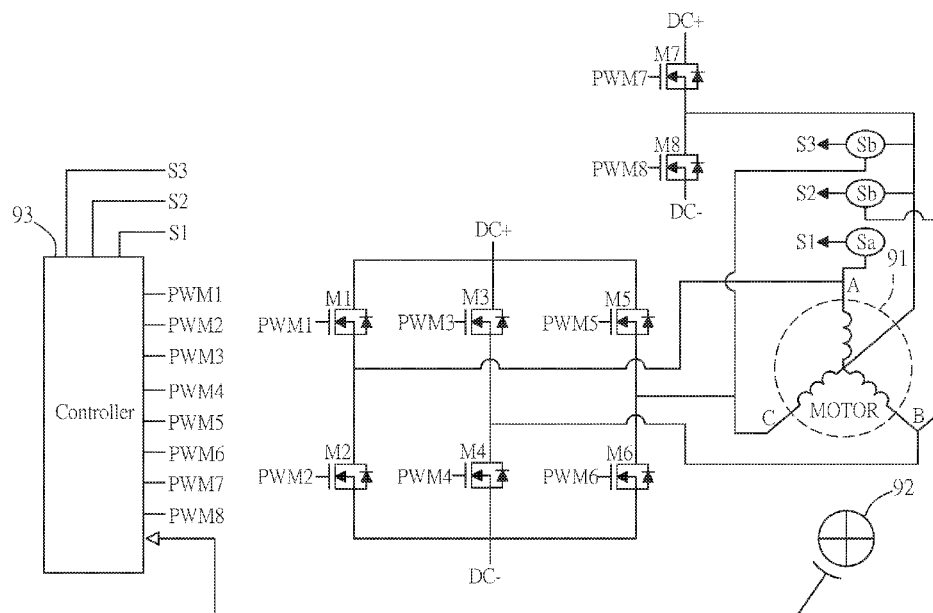 DC+
M7
PWM7
M8
PWM8
DC-
S3
Sb
S2
Sb
S1
Sa
91
A
C
MOTOR
B
92
93
S3
S2
S1
Controller
PWM1
PWM2
PWM3
PWM4
PWM5
PWM6
PWM7
PWM8
DC+
M1
M3
M5
PWM1
PWM3
PWM5
M2
M4
M6
PWM2
PWM4
PWM6
DC-